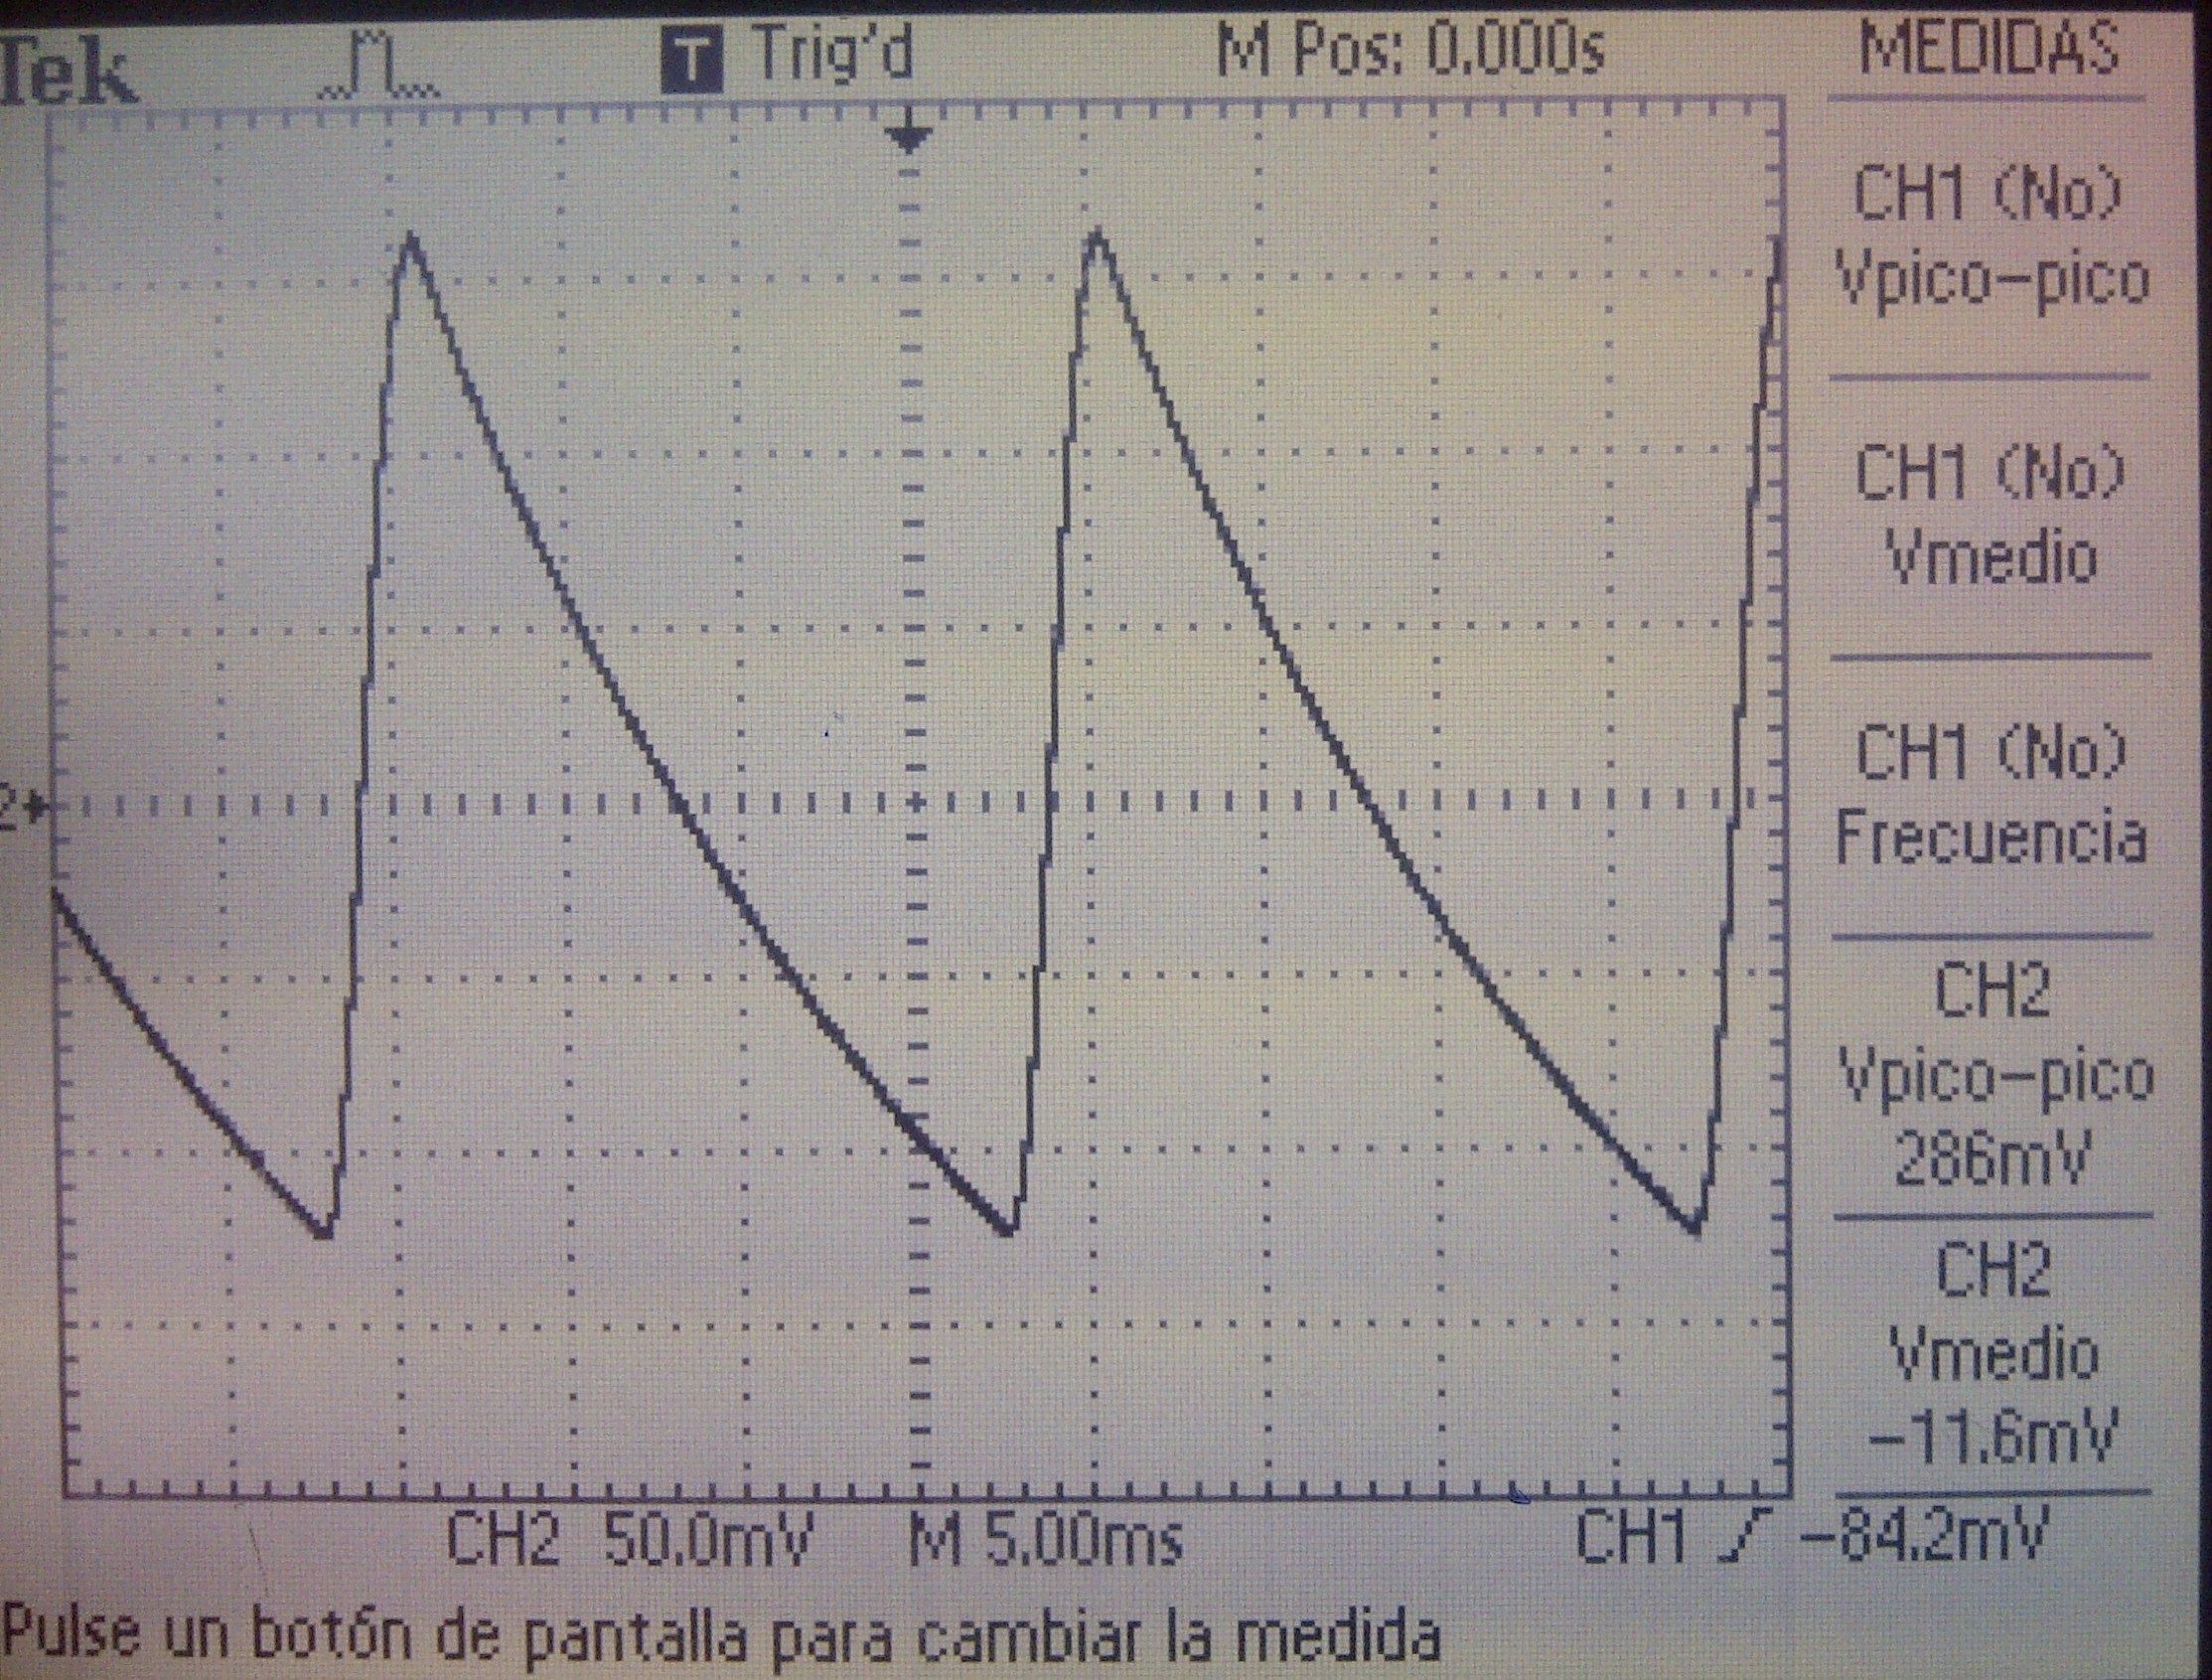 Tek T Trig'd M Pos: 0.000s MEDIDAS
CH1 (No)
Vpico-pico
CH1 (No)
Vmedio
CH1 (No)
Frecuencia
2
CH2
Vpico-pico
286mV
CH2
Vmedio
-11.6mV
CH2 50.0mV M 5.00ms CH1 -84.2mV
Pulse un botón de pantalla para cambiar la medida